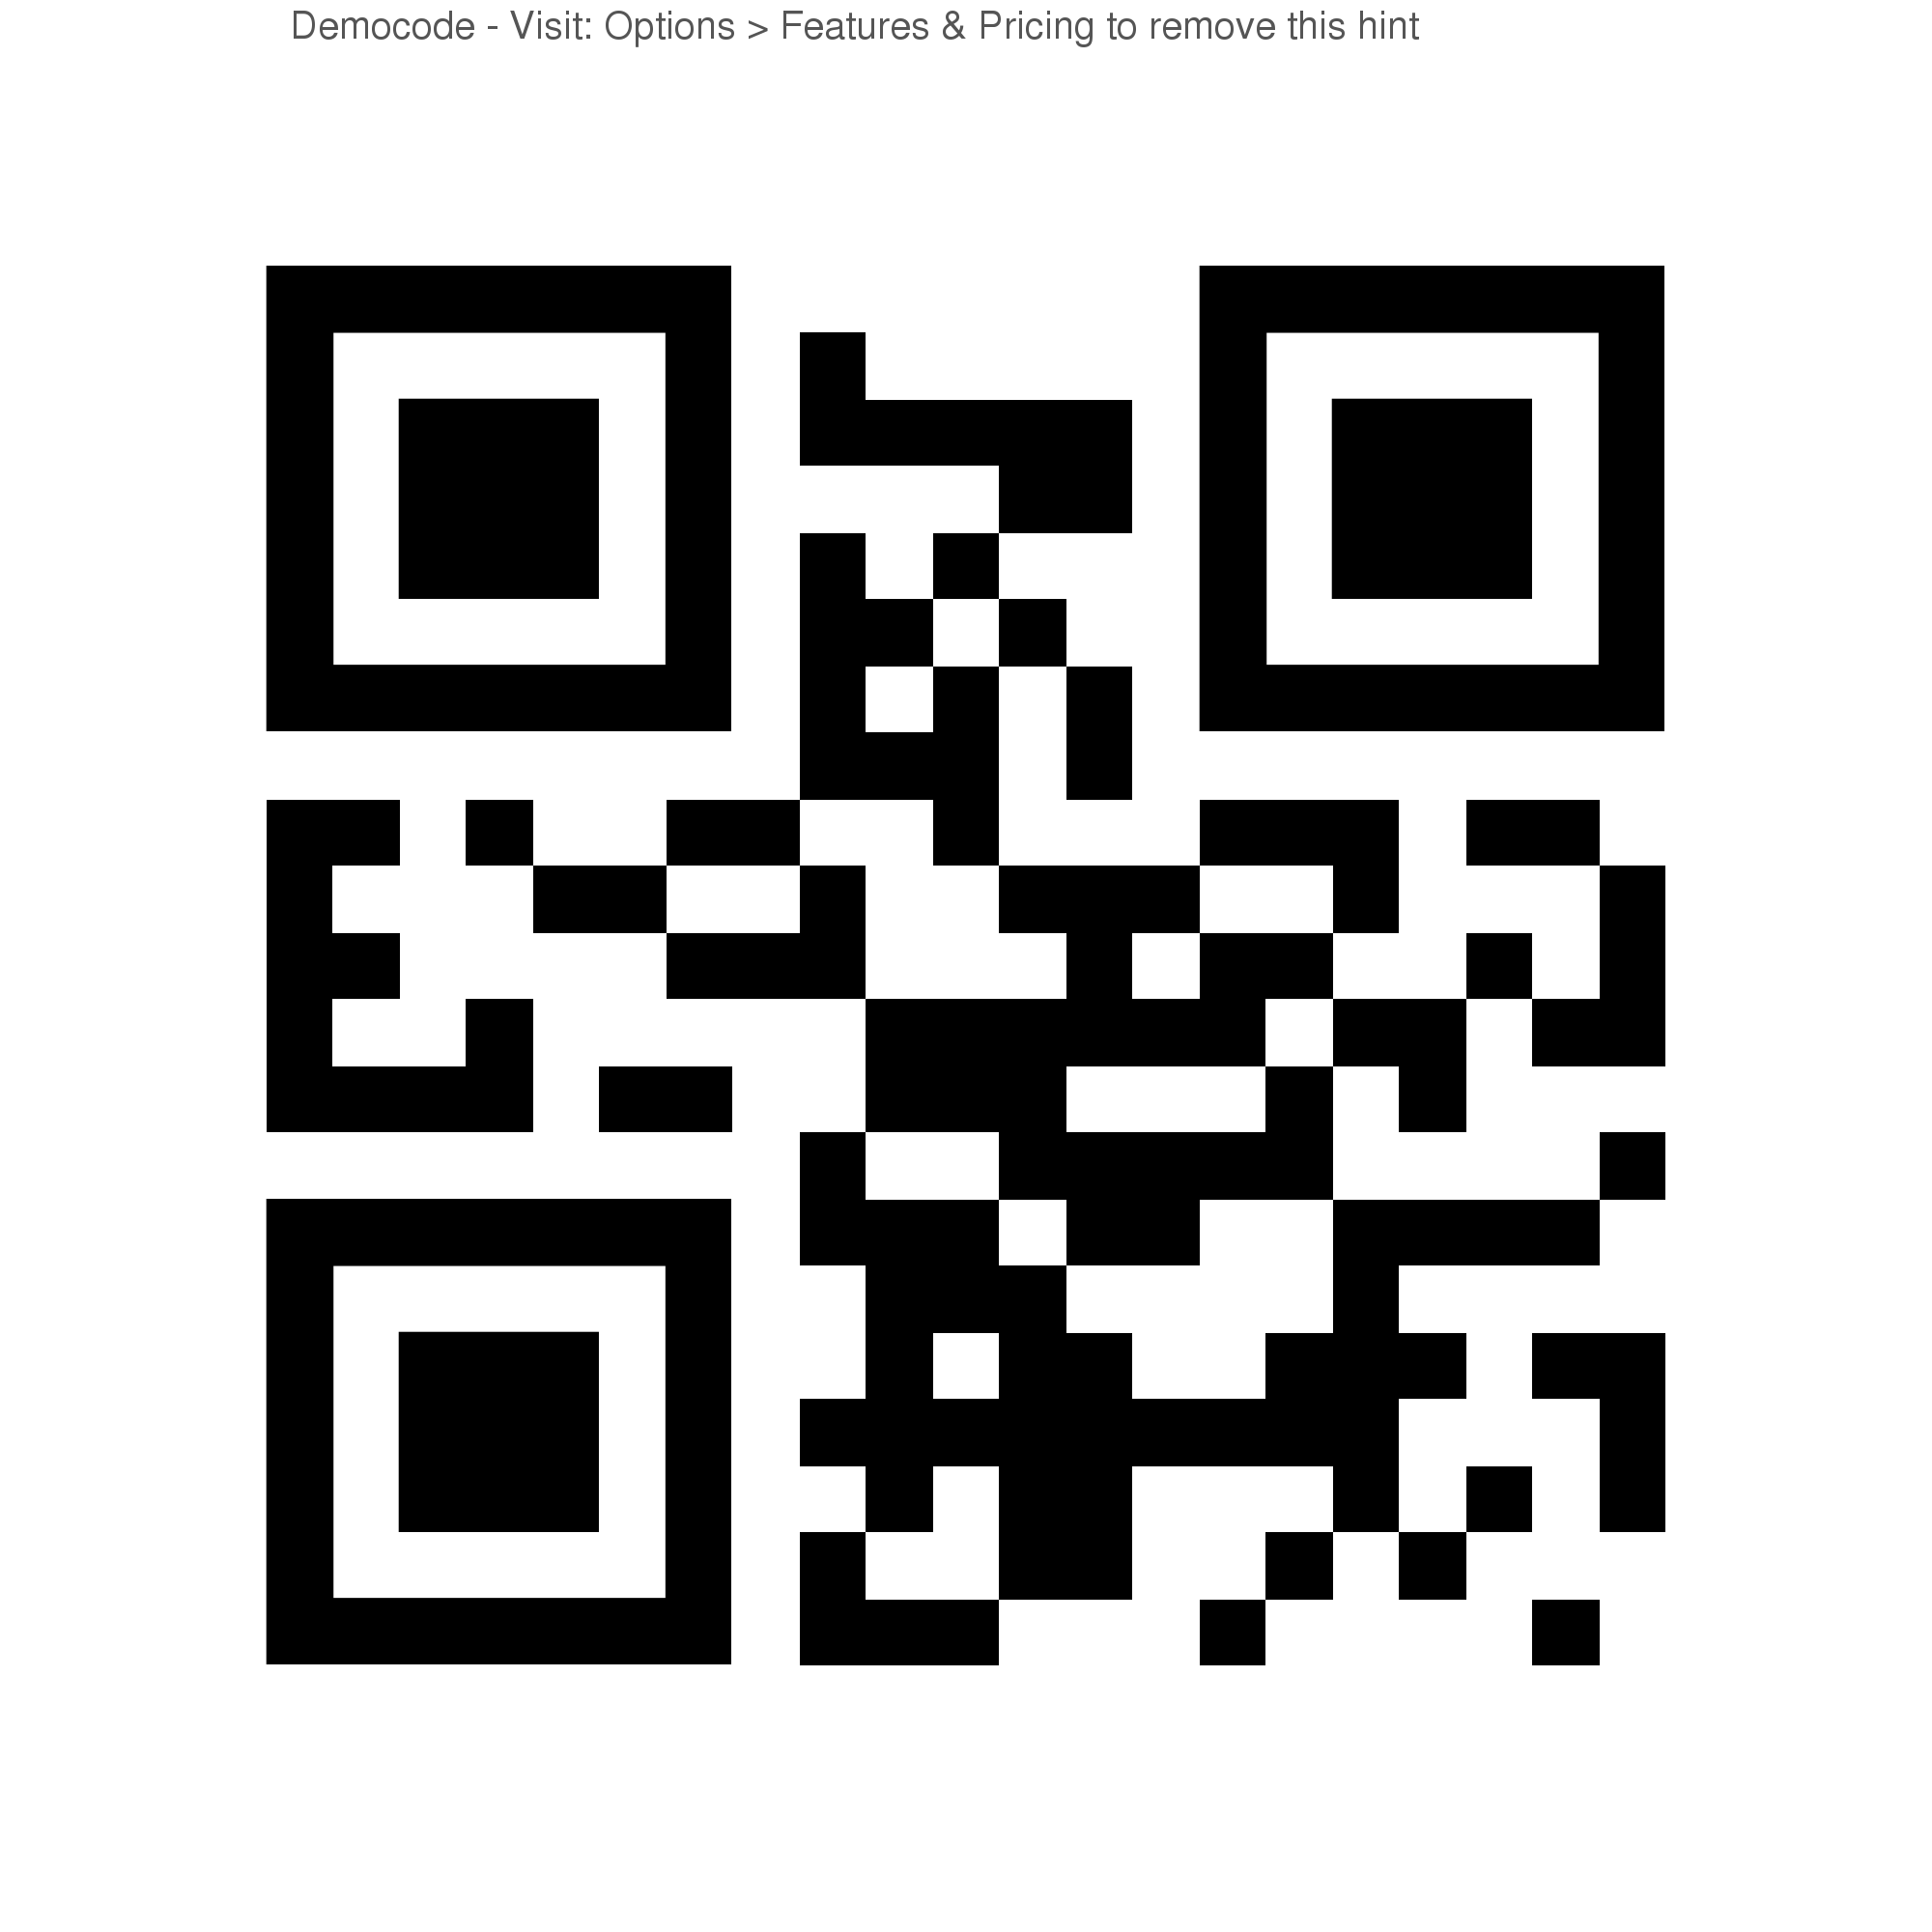 Democode - Visit: Options > Features & Pricing to remove this hint